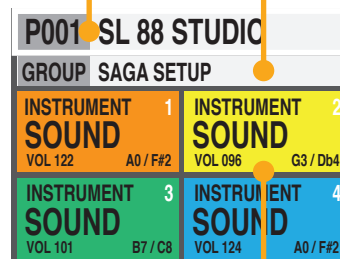 P001 SL 88 STUDIO
GROUP SAGA SETUP
INSTRUMENT 1 INSTRUMENT 2
SOUND SOUND
VOL 122 A0 / F#2 VOL 096 G3 / Db4
INSTRUMENT 3 INSTRUMENT 4
SOUND SOUND
VOL 101 B7 / C8 VOL 124 A0 / F#2